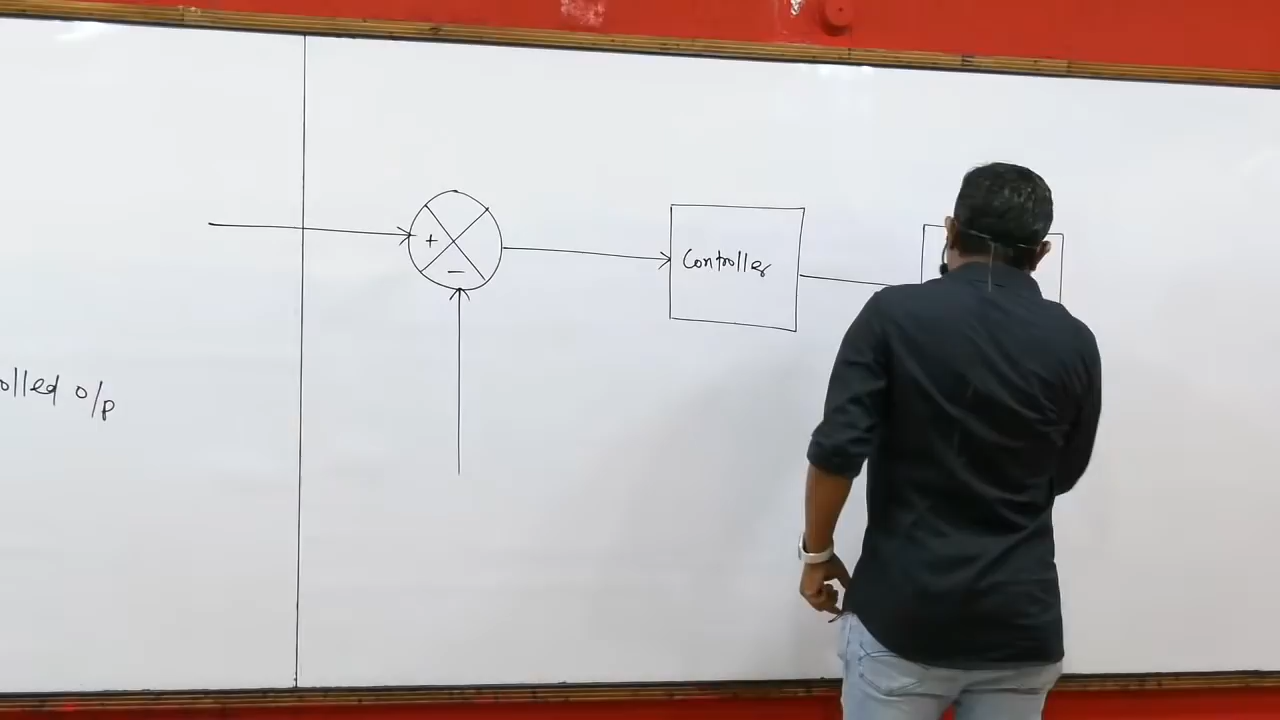 olled o/p
+
−
Controller